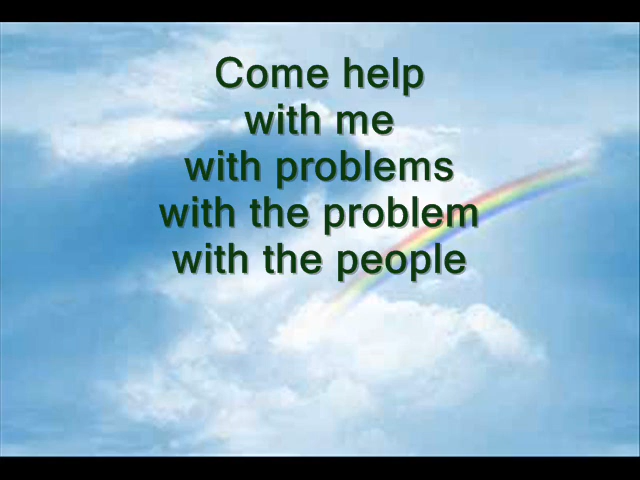 Come help
with me
with problems
with the problem
with the people